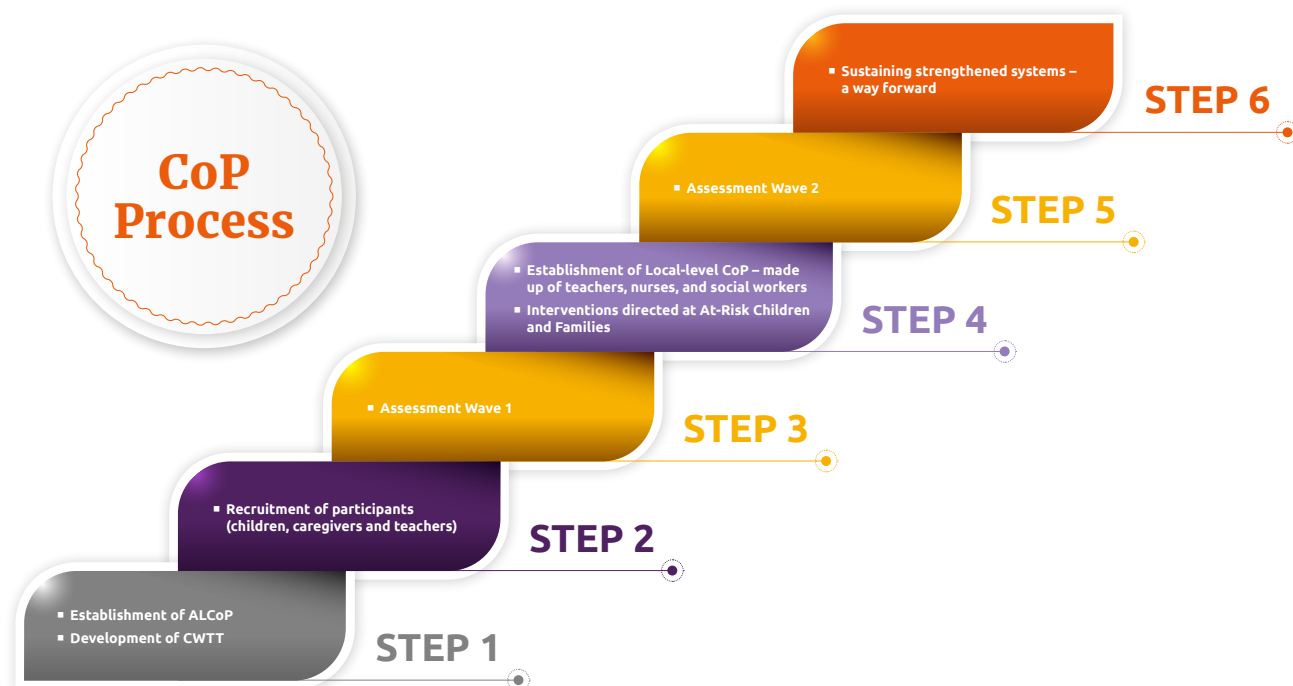 CoP
Process
▪ Sustaining strengthened systems –
a way forward
STEP 6
▪ Assessment Wave 2
STEP 5
▪ Establishment of Local-level CoP – made
up of teachers, nurses, and social workers
▪ Interventions directed at At-Risk Children
and Families
STEP 4
▪ Assessment Wave 1
STEP 3
▪ Recruitment of participants
(children, caregivers and teachers)
STEP 2
▪ Establishment of ALCoP
▪ Development of CWTT
STEP 1